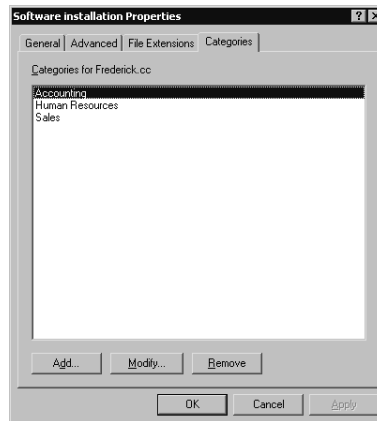 Software installation Properties
General Advanced File Extensions Categories
Categories for Frederick.cc
Accounting
Human Resources
Sales
Add... Modify... Remove
OK Cancel Apply